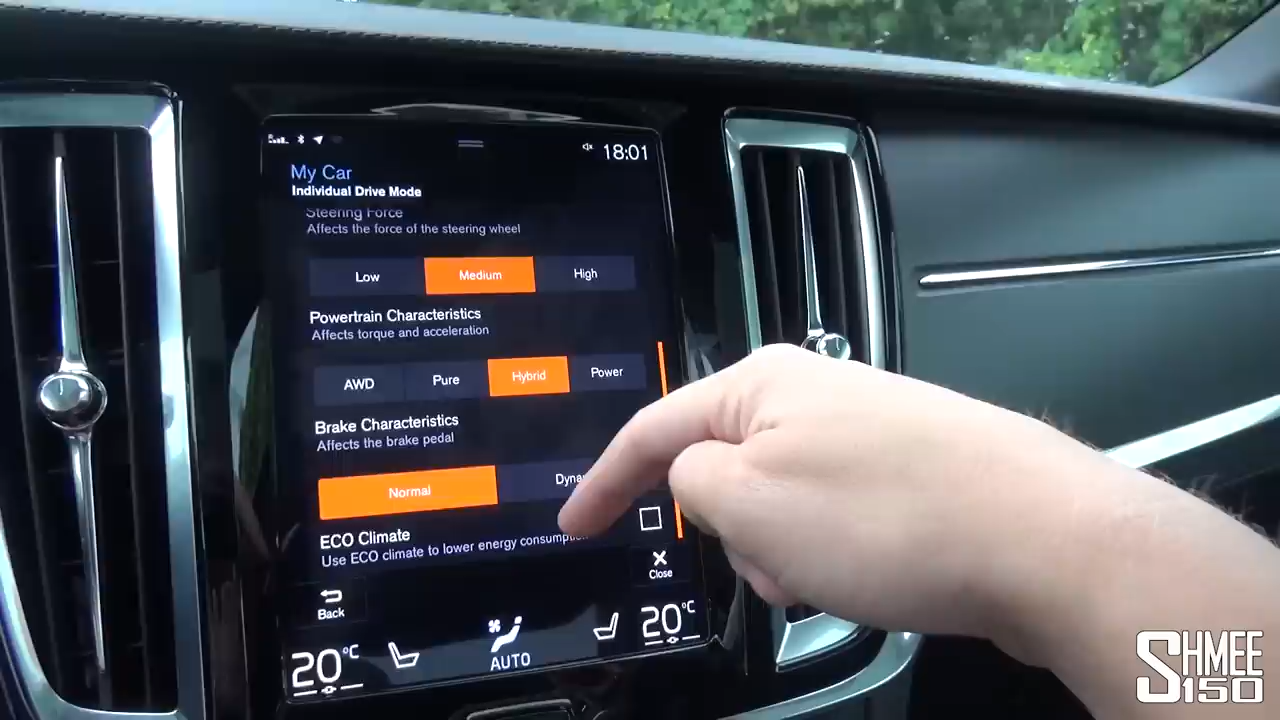 18:01
My Car
Individual Drive Mode
Steering Force
Affects the force of the steering wheel
Low Medium High
Powertrain Characteristics
Affects torque and acceleration
AWD Pure Hybrid Power
Brake Characteristics
Affects the brake pedal
Normal
ECO Climate
Use ECO climate to lower energy
Back
Close
20°C
AUTO
20°C
SHMEE
150